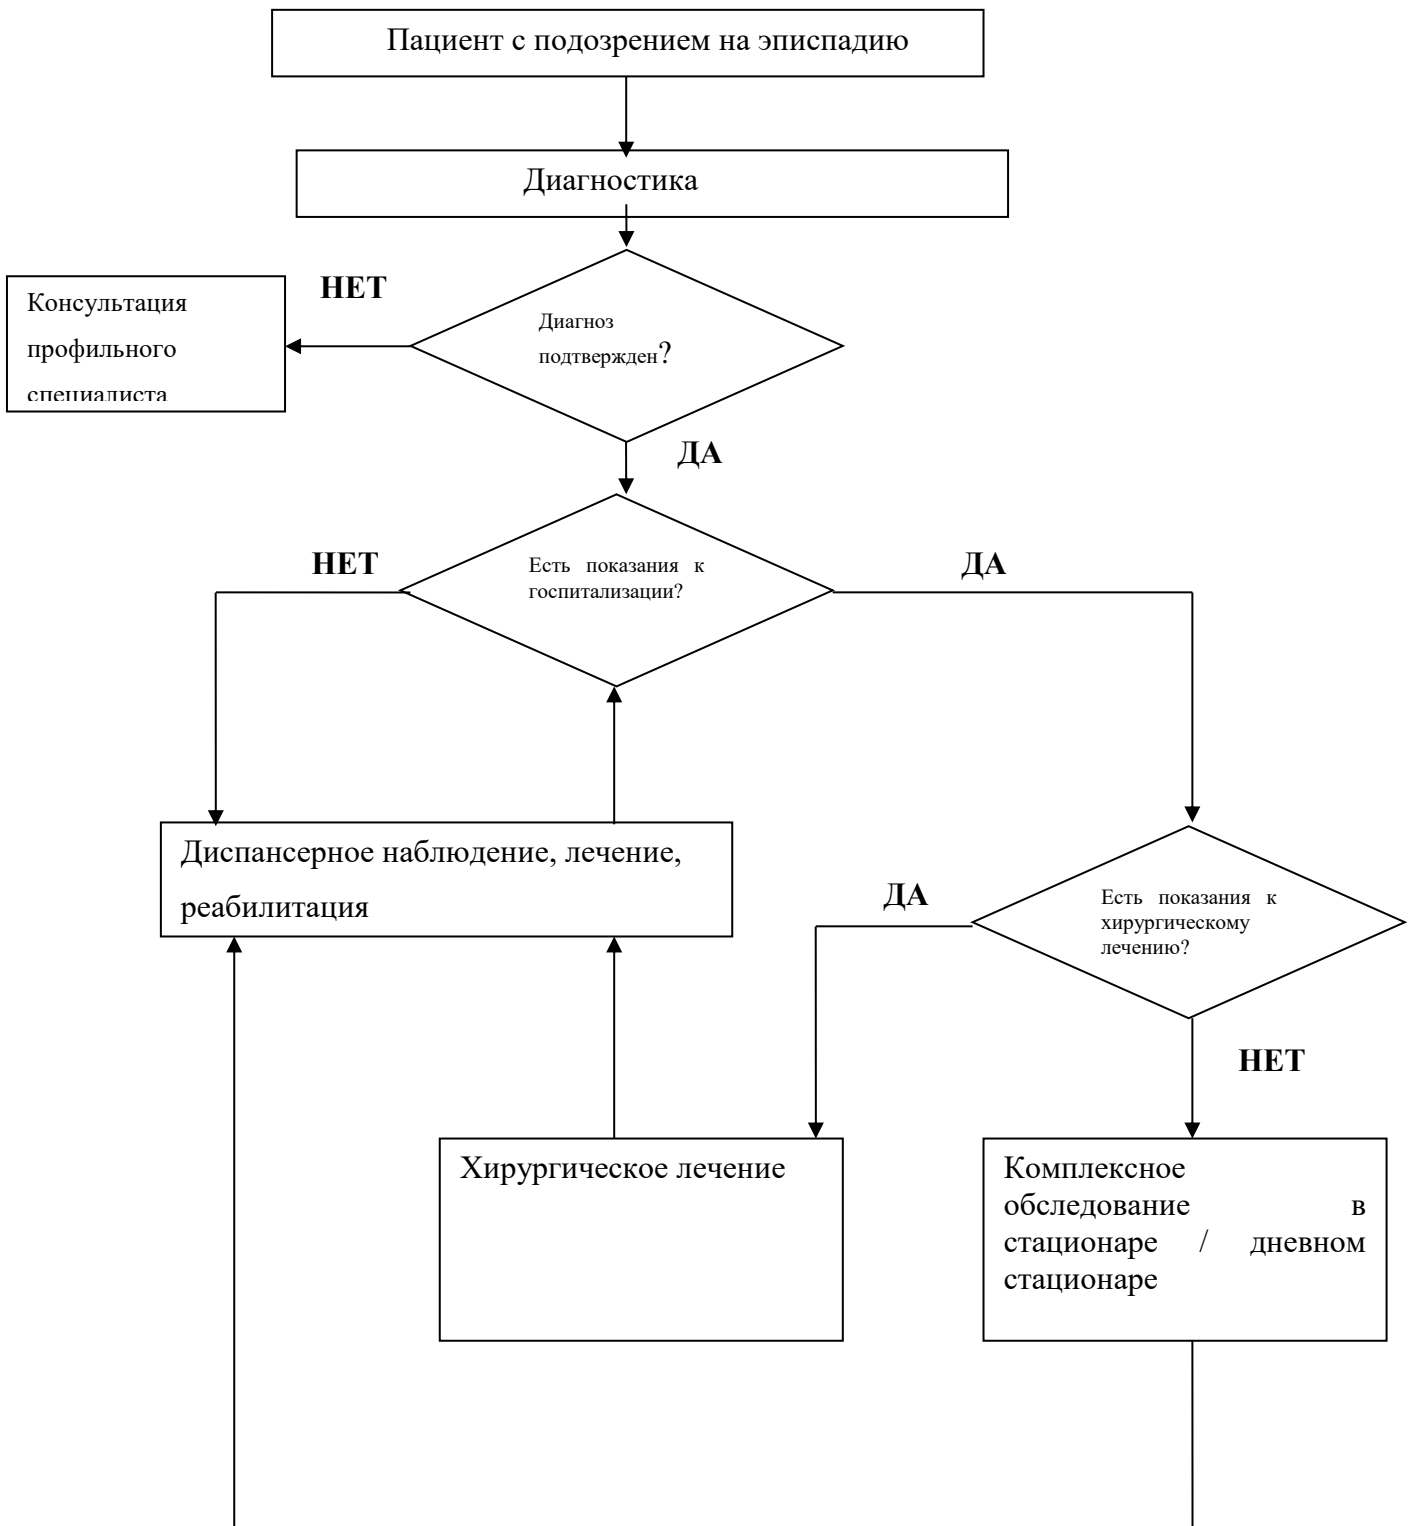 Пациент с подозрением на эписпадию
Диагностика
НЕТ
Консультация
профильного
специалиста
Диагноз
подтвержден?
ДА
НЕТ
Есть показания к
госпитализации?
ДА
Диспансерное наблюдение, лечение,
реабилитация
ДА
Есть показания к
хирургическому
лечению?
НЕТ
Хирургическое лечение
Комплексное
обследование в
стационаре / дневном
стационаре